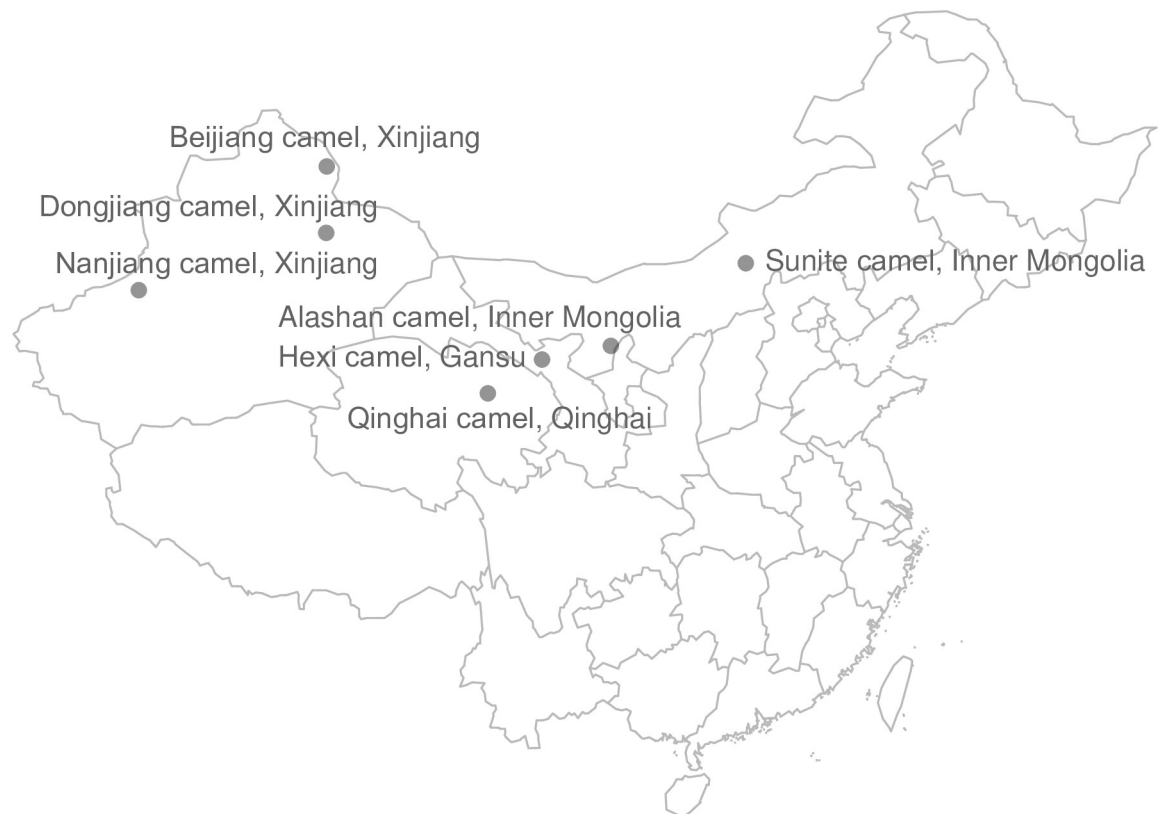 Beijiang camel, Xinjiang
Dongjiang camel, Xinjiang
Nanjiang camel, Xinjiang
Sunite camel, Inner Mongolia
Alashan camel, Inner Mongolia
Hexi camel, Gansu
Qinghai camel, Qinghai